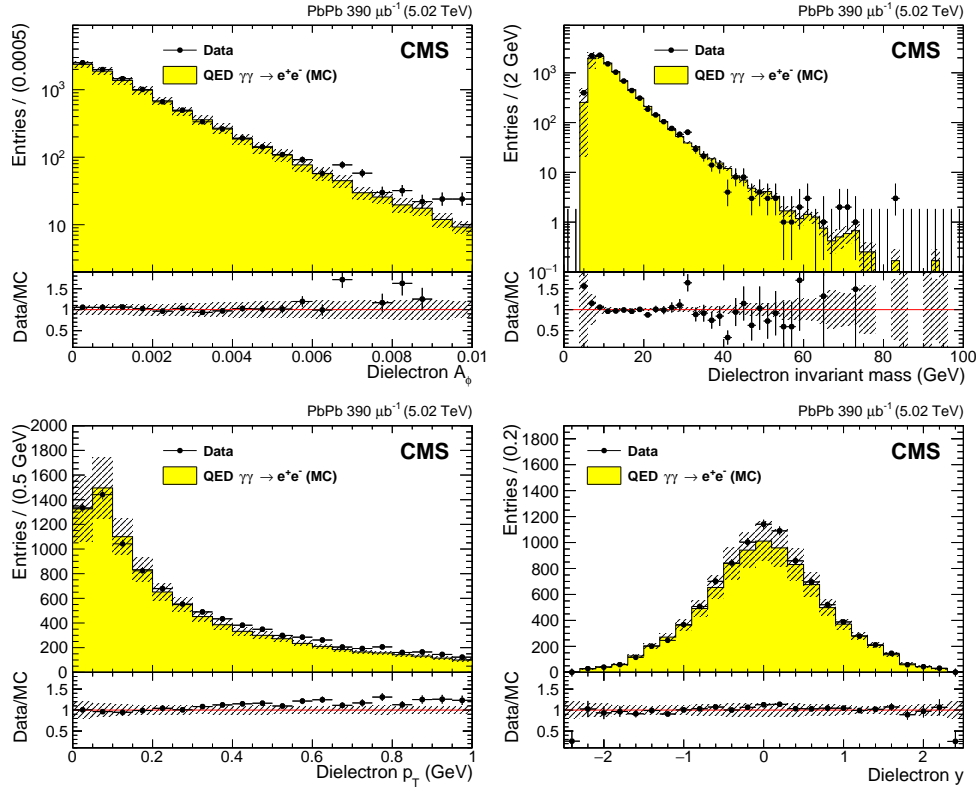 PbPb 390 μb⁻¹ (5.02 TeV)
CMS
Data
QED γγ → e⁺e⁻ (MC)
Entries / (0.0005)
10³
10²
10
Data/MC
1.5
1
0.5
0 0.002 0.004 0.006 0.008 0.01
Dielectron A_ϕ
PbPb 390 μb⁻¹ (5.02 TeV)
CMS
Data
QED γγ → e⁺e⁻ (MC)
Entries / (2 GeV)
10³
10²
10
1
10⁻¹
Data/MC
1.5
1
0.5
0 20 40 60 80 100
Dielectron invariant mass (GeV)
PbPb 390 μb⁻¹ (5.02 TeV)
CMS
Data
QED γγ → e⁺e⁻ (MC)
Entries / (0.5 GeV)
2000
1800
1600
1400
1200
1000
800
600
400
200
0
Data/MC
1.5
1
0.5
0 0.2 0.4 0.6 0.8 1
Dielectron p_T (GeV)
PbPb 390 μb⁻¹ (5.02 TeV)
CMS
Data
QED γγ → e⁺e⁻ (MC)
Entries / (0.2)
1800
1600
1400
1200
1000
800
600
400
200
0
Data/MC
1.5
1
0.5
−2 −1 0 1 2
Dielectron y